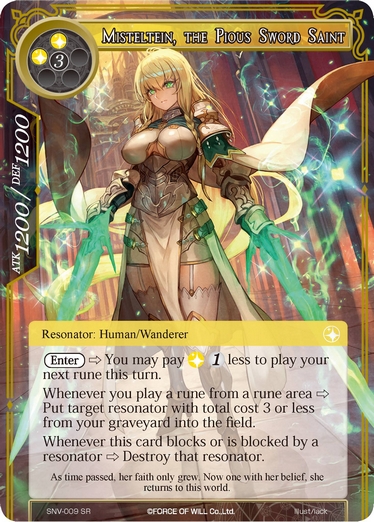 Misteltein, the Pious Sword Saint
3
ATK 1200 / DEF 1200
Resonator: Human/Wanderer
Enter ⇨ You may pay 1 less to play your
next rune this turn.
Whenever you play a rune from a rune area ⇨
Put target resonator with total cost 3 or less
from your graveyard into the field.
Whenever this card blocks or is blocked by
a resonator ⇨ Destroy that resonator.
As time passed, her faith only grew. Now one with her belief, she
returns to this world.
SNV-009 SR ©FORCE OF WILL Co.,Ltd. Illust/lack